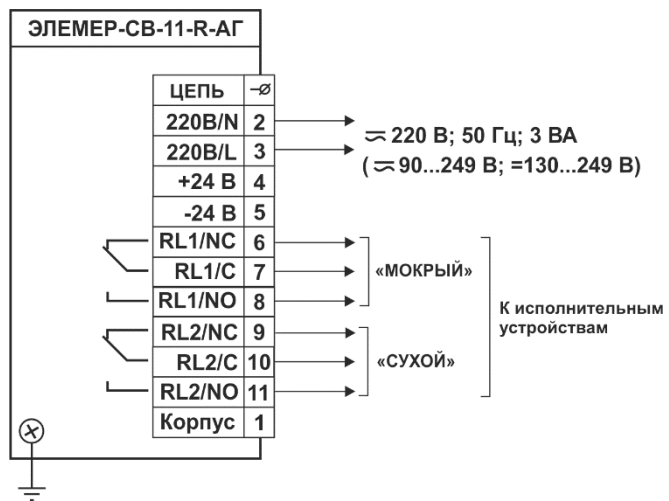 ЭЛЕМЕР-СВ-11-R-АГ
ЦЕПЬ
220В/N 2
220В/L 3
+24 В 4
-24 В 5
RL1/NC 6
RL1/C 7
RL1/NO 8
RL2/NC 9
RL2/C 10
RL2/NO 11
Корпус 1
≂ 220 В; 50 Гц; 3 ВА
(≂ 90...249 В; =130...249 В)
«МОКРЫЙ»
«СУХОЙ»
К исполнительным
устройствам